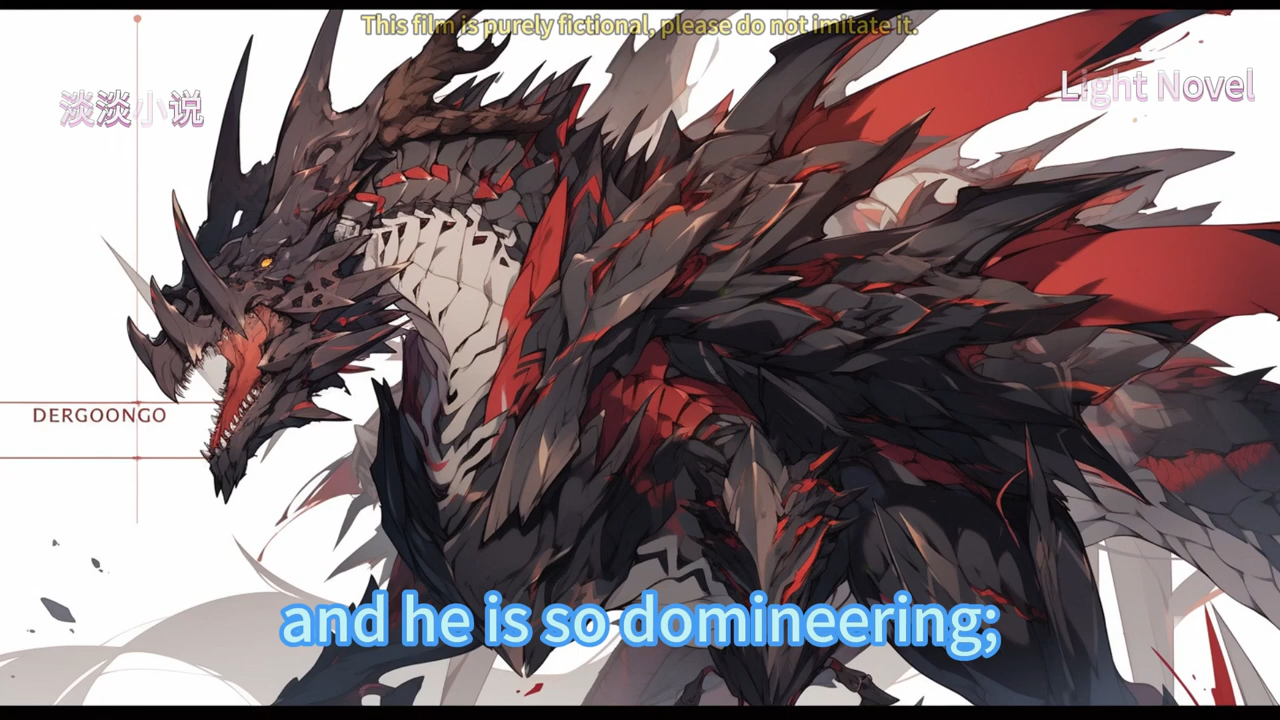 This film is purely fictional, please do not imitate it.
淡淡小说
Light Novel
DERGOONGO
and he is so domineering;